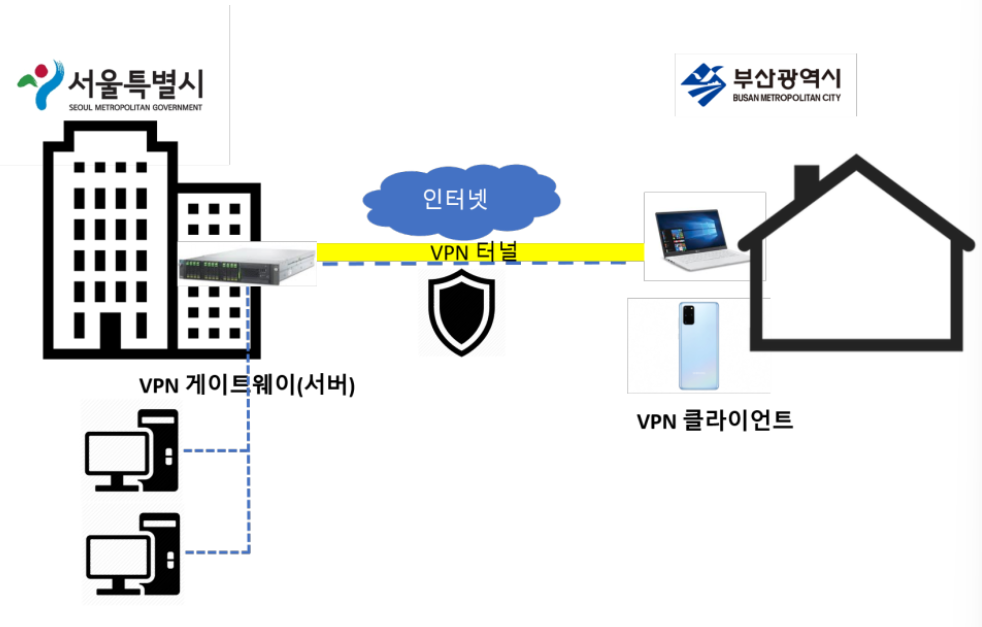 서울특별시
SEOUL METROPOLITAN GOVERNMENT
부산광역시
BUSAN METROPOLITAN CITY
인터넷
VPN 터널
VPN 게이트웨이(서버)
VPN 클라이언트